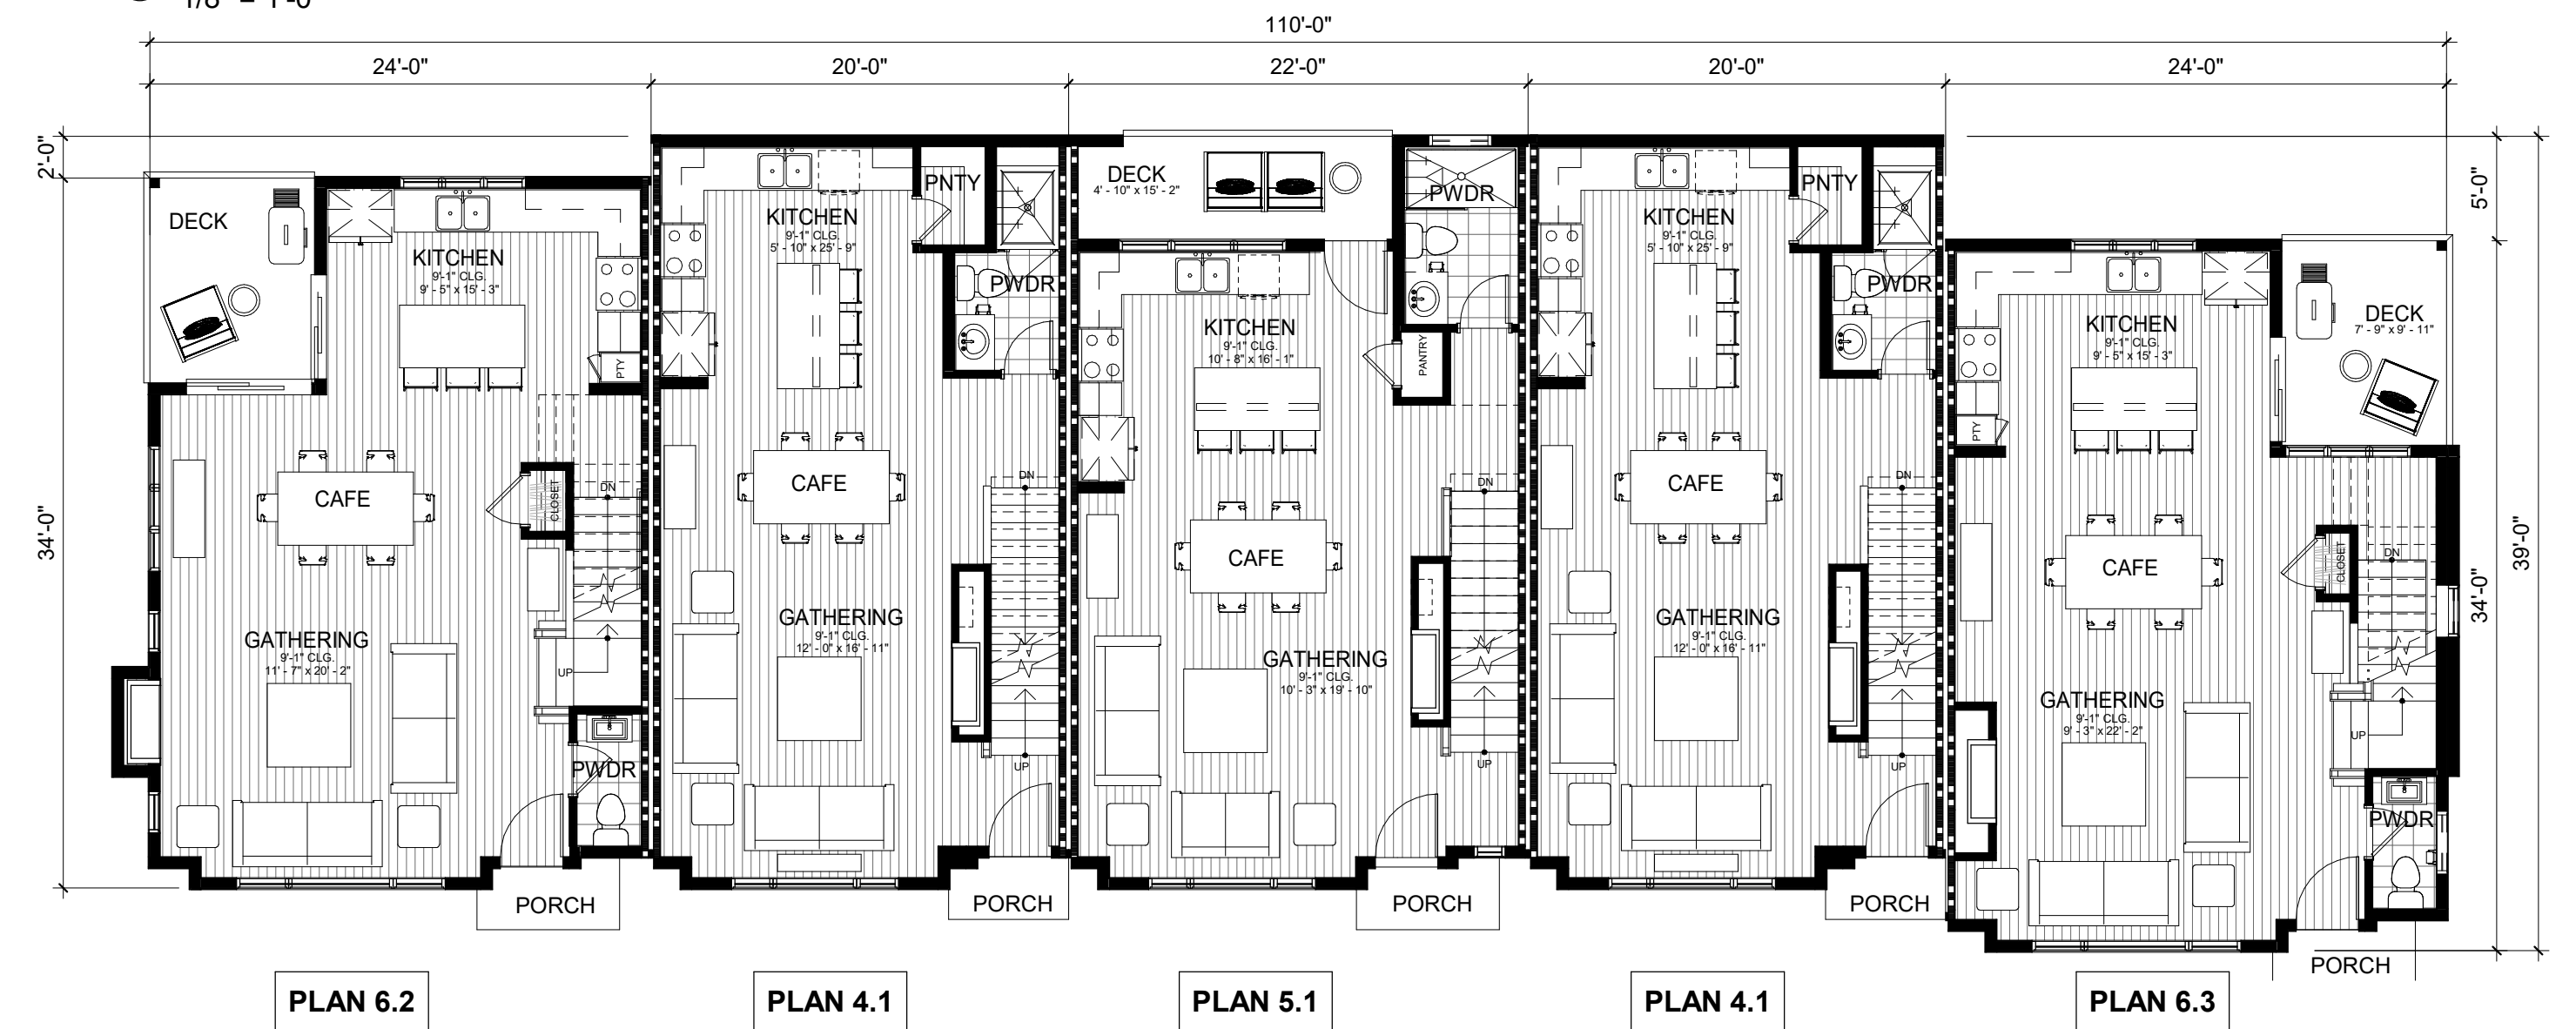 1/8" = 1'-0"
110'-0"
24'-0"
20'-0"
22'-0"
20'-0"
24'-0"
2'-0"
34'-0"
5'-0"
34'-0"
39'-0"
DECK
KITCHEN
9'-1" CLG.
9' - 5" x 15' - 3"
PTY
CAFE
CLOSET
DN
GATHERING
9'-1" CLG.
11' - 7" x 20' - 2"
UP
PWDR
PORCH
PLAN 6.2
KITCHEN
9'-1" CLG.
5' - 10" x 25' - 9"
PNTY
PWDR
CAFE
DN
GATHERING
9'-1" CLG.
12' - 0" x 16' - 11"
UP
PORCH
PLAN 4.1
DECK
4' - 10" x 15' - 2"
PWDR
KITCHEN
9'-1" CLG.
10' - 8" x 16' - 1"
PANTRY
DN
CAFE
GATHERING
9'-1" CLG.
10' - 3" x 19' - 10"
UP
PORCH
PLAN 5.1
KITCHEN
9'-1" CLG.
5' - 10" x 25' - 9"
PNTY
PWDR
CAFE
DN
GATHERING
9'-1" CLG.
12' - 0" x 16' - 11"
UP
PORCH
PLAN 4.1
KITCHEN
9'-1" CLG.
9' - 5" x 15' - 3"
DECK
7' - 9" x 9' - 11"
PTY
CAFE
CLOSET
DN
GATHERING
9'-1" CLG.
9' - 3" x 22' - 2"
UP
PWDR
PORCH
PLAN 6.3